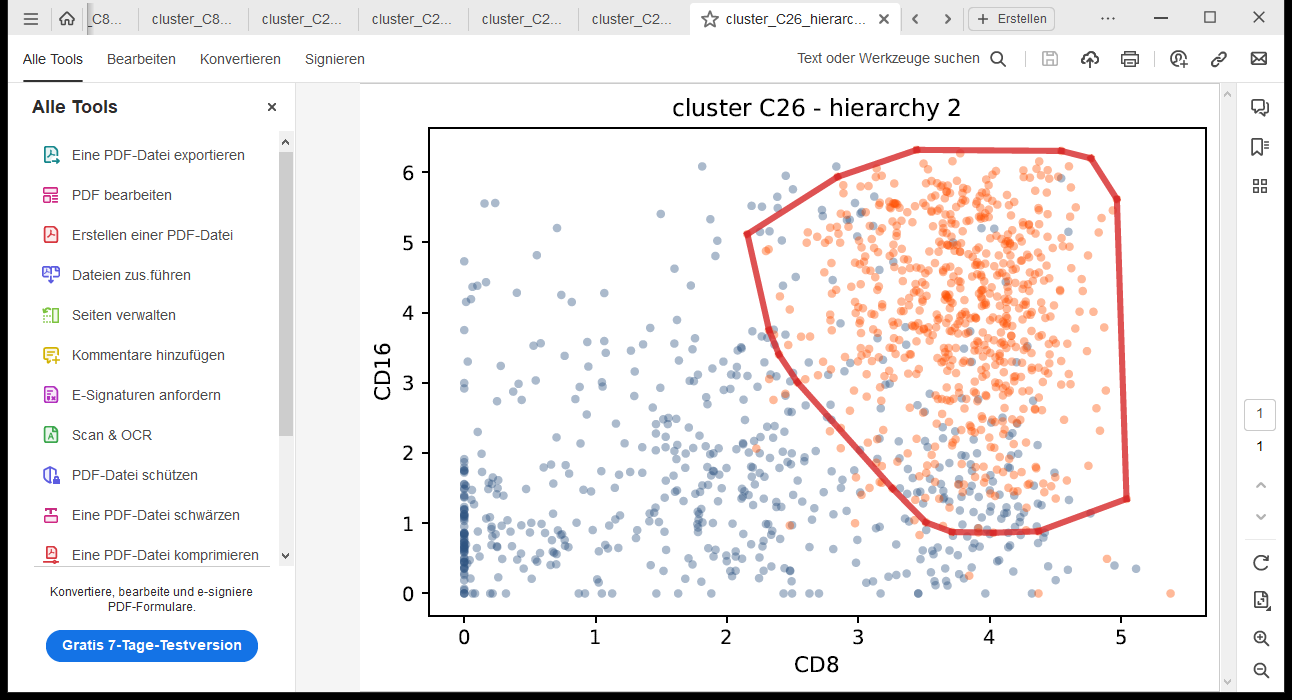 C8...
cluster_C8...
cluster_C2...
cluster_C2...
cluster_C2...
cluster_C2...
cluster_C26_hierarc...
Erstellen
Alle Tools
Bearbeiten
Konvertieren
Signieren
Text oder Werkzeuge suchen
Alle Tools
Eine PDF-Datei exportieren
PDF bearbeiten
Erstellen einer PDF-Datei
Dateien zus.führen
Seiten verwalten
Kommentare hinzufügen
E-Signaturen anfordern
Scan & OCR
PDF-Datei schützen
Eine PDF-Datei schwärzen
Eine PDF-Datei komprimieren
Konvertiere, bearbeite und e-signiere
PDF-Formulare.
Gratis 7-Tage-Testversion
cluster C26 - hierarchy 2
CD16
6
5
4
3
2
1
0
0 1 2 3 4 5
CD8
1
1